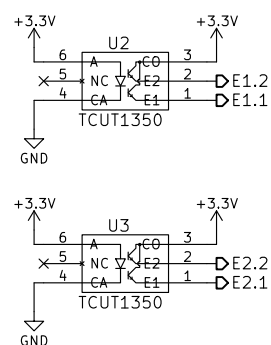 +3.3V U2 +3.3V
6 A CO 3
5 NC E2 2 E1.2
4 CA E1 1 E1.1
TCUT1350
GND
+3.3V U3 +3.3V
6 A CO 3
5 NC E2 2 E2.2
4 CA E1 1 E2.1
TCUT1350
GND